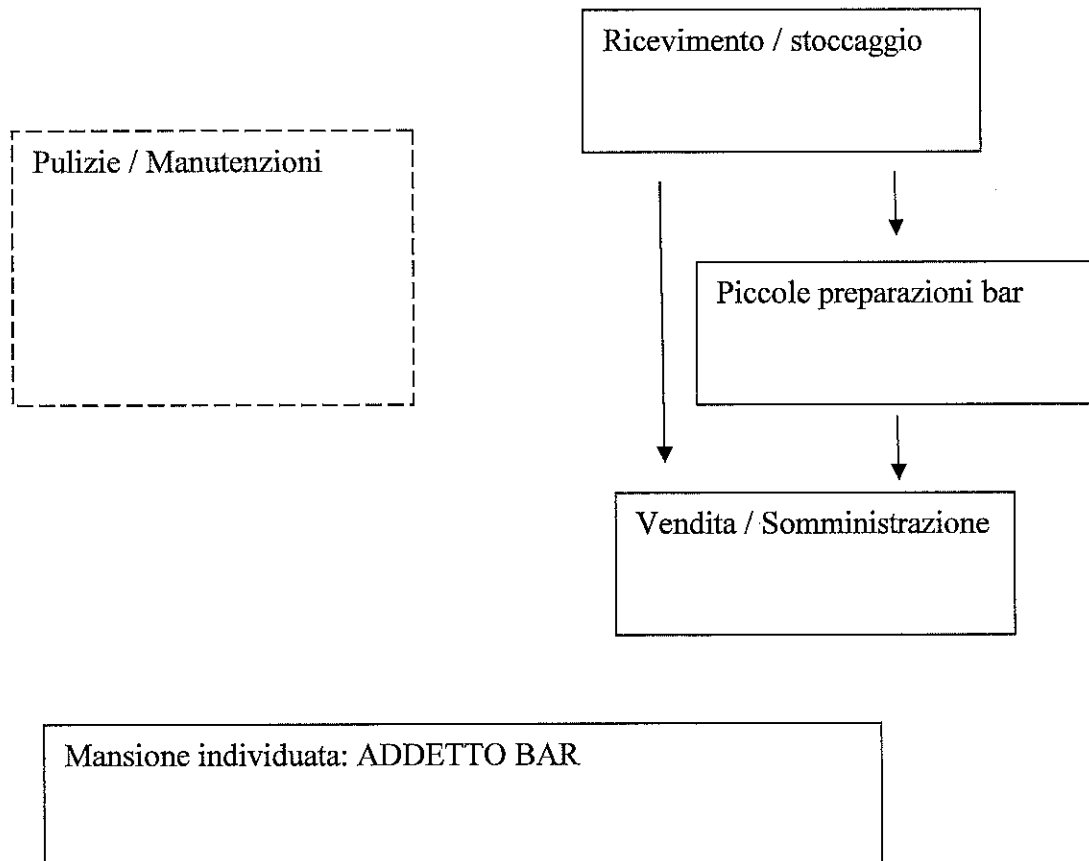 Ricevimento / stoccaggio
Pulizie / Manutenzioni
Piccole preparazioni bar
Vendita / Somministrazione
Mansione individuata: ADDETTO BAR